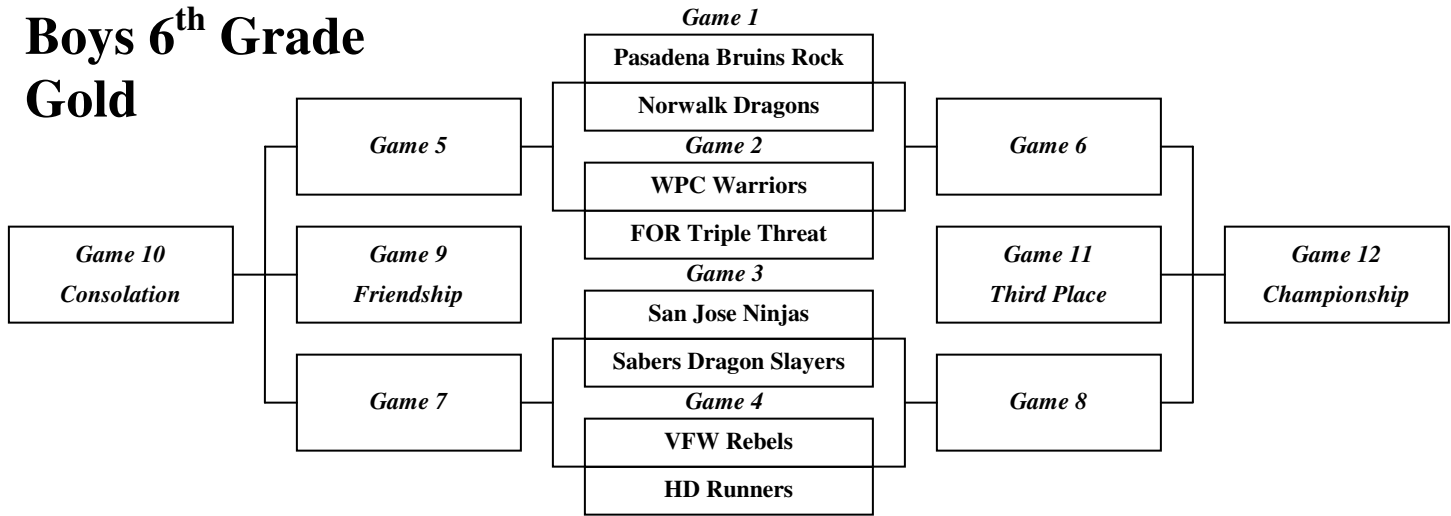 Boys 6th Grade
Gold
Game 1
Pasadena Bruins Rock
Norwalk Dragons
Game 5
Game 2
Game 6
WPC Warriors
FOR Triple Threat
Game 10
Consolation
Game 9
Friendship
Game 3
Game 11
Third Place
Game 12
Championship
San Jose Ninjas
Sabers Dragon Slayers
Game 7
Game 4
Game 8
VFW Rebels
HD Runners